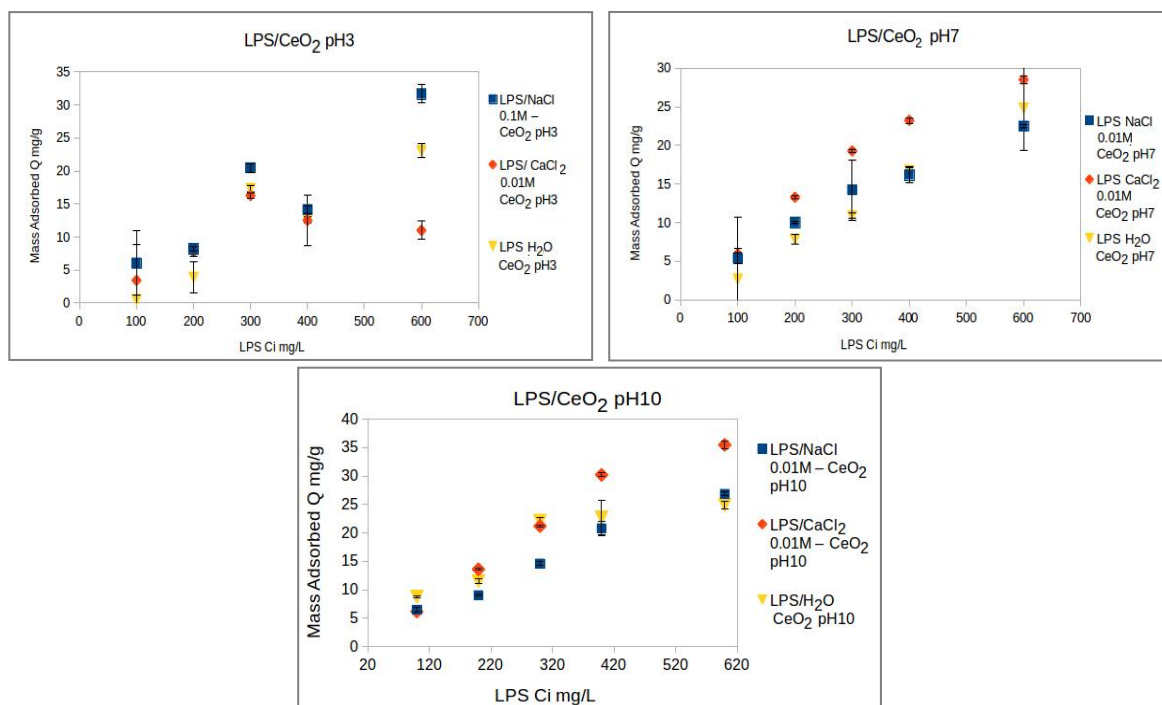 LPS/CeO₂ pH3
Mass Adsorbed Q mg/g
35
30
25
20
15
10
5
0
0 100 200 300 400 500 600 700
LPS Ci mg/L
LPS/NaCl
0.1M –
CeO₂ pH3
LPS/ CaCl₂
0.01M
CeO₂ pH3
LPS H₂O
CeO₂ pH3
LPS/CeO₂ pH7
Mass Adsorbed Q mg/g
30
25
20
15
10
5
0
0 100 200 300 400 500 600 700
LPS Ci mg/L
LPS NaCl
0.01M
CeO₂ pH7
LPS CaCl₂
0.01M
CeO₂ pH7
LPS H₂O
CeO₂ pH7
LPS/CeO₂ pH10
Mass Adsorbed Q mg/g
40
35
30
25
20
15
10
5
0
20 120 220 320 420 520 620
LPS Ci mg/L
LPS/NaCl
0.01M – CeO₂
pH10
LPS/CaCl₂
0.01M – CeO₂
pH10
LPS/H₂O
CeO₂ pH10